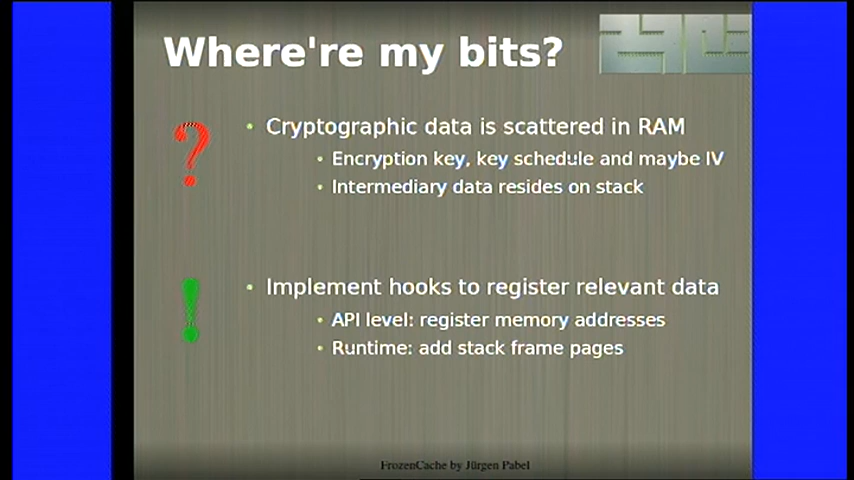 Where're my bits?
?
• Cryptographic data is scattered in RAM
• Encryption key, key schedule and maybe IV
• Intermediary data resides on stack
!
• Implement hooks to register relevant data
• API level: register memory addresses
• Runtime: add stack frame pages
FrozenCache by Jürgen Pabel